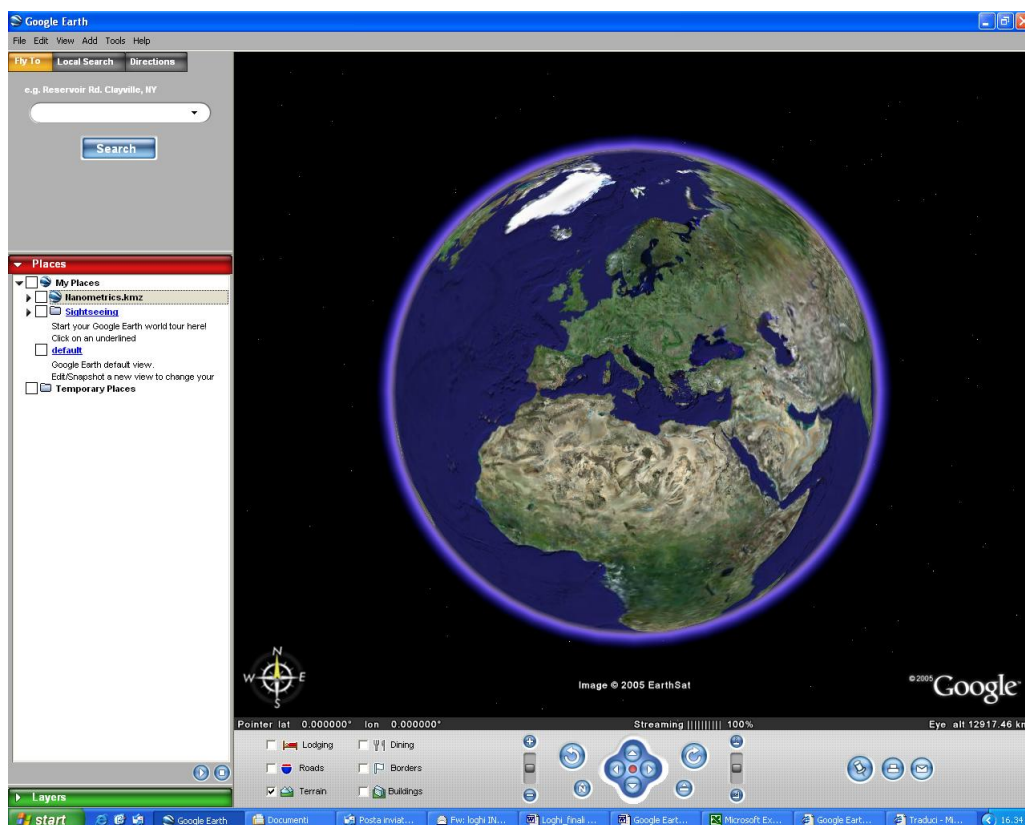 Google Earth
File Edit View Add Tools Help
Fly To Local Search Directions
e.g. Reservoir Rd. Clayville, NY
Search
Places
My Places
Nanometrics.kmz
Sightseeing
Start your Google Earth world tour here!
Click on an underlined
default
Google Earth default view.
Edit/Snapshot a new view to change your
Temporary Places
N
W E
S
Image © 2005 EarthSat
©2005 Google
Pointer lat 0.000000° lon 0.000000° Streaming |||||||||| 100% Eye alt 12917.46 km
Lodging Dining
Roads Borders
Terrain Buildings
N
Layers
start Google Earth Documenti Posta inviat... Fw: loghi IN... Loghi_finali ... Google Eart... Microsoft Ex... Google Eart... Traduci - Mi... 16.34